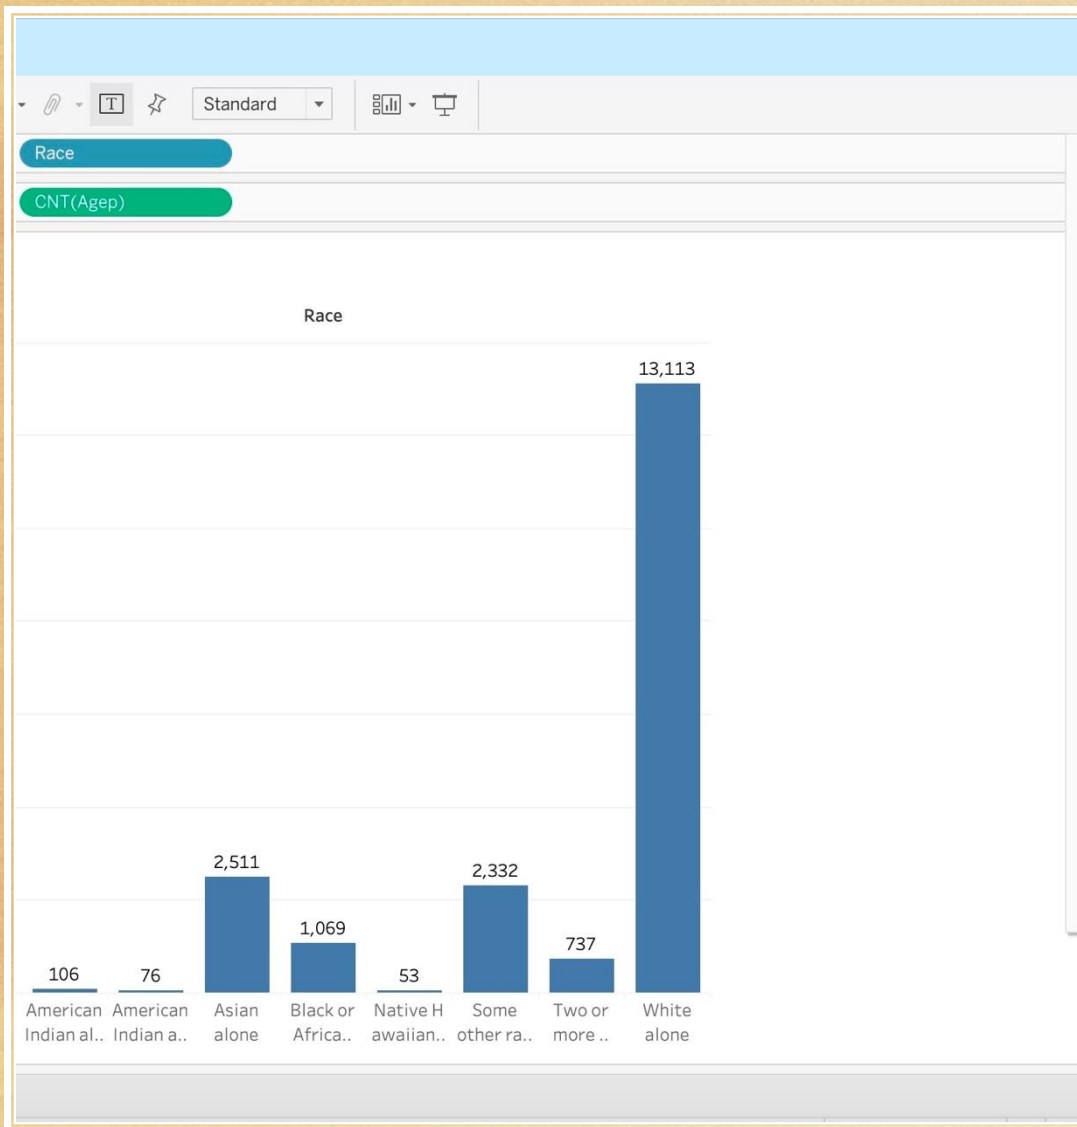 Standard
Race
CNT(Agep)
Race
13,113
2,511
2,332
1,069
737
106
76
53
American Indian al..
American Indian a..
Asian alone
Black or Africa..
Native H awaiian..
Some other ra..
Two or more ..
White alone